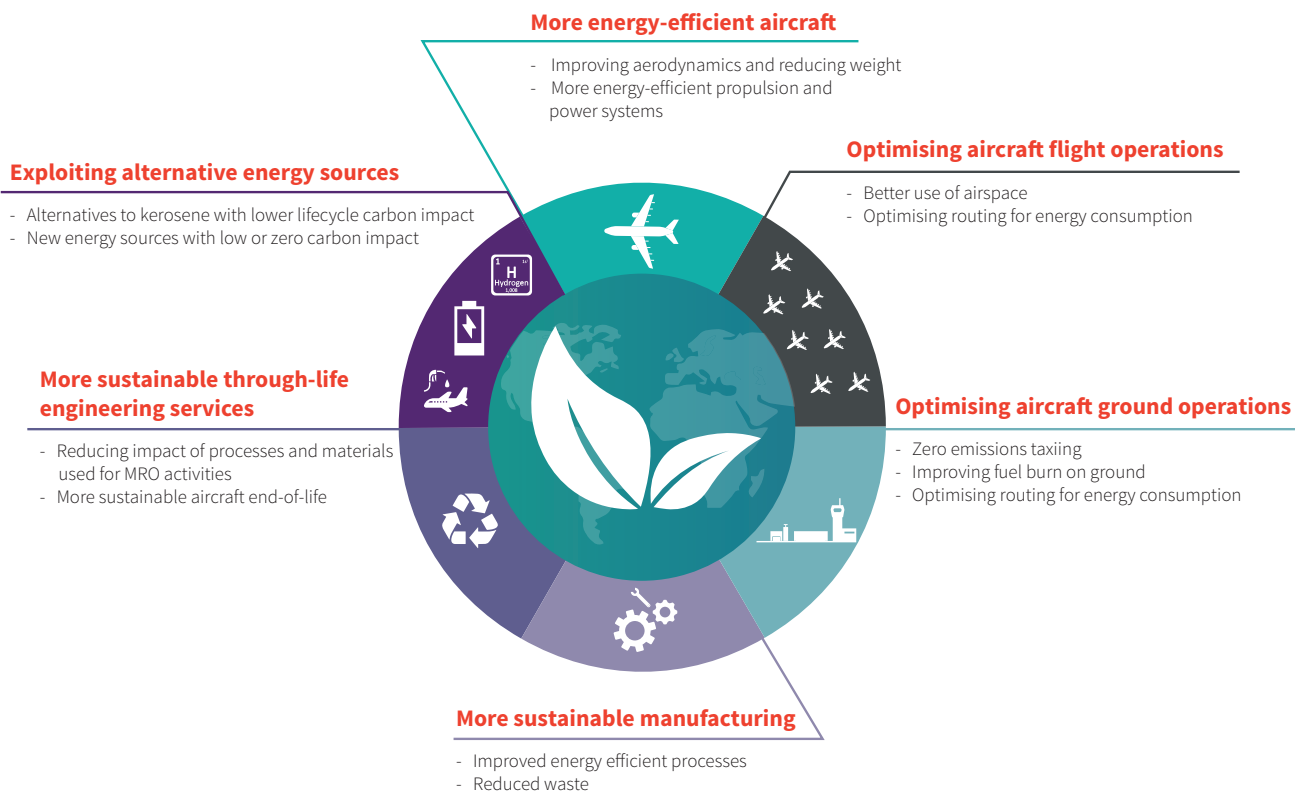 More energy-efficient aircraft
- Improving aerodynamics and reducing weight
- More energy-efficient propulsion and
power systems
Optimising aircraft flight operations
- Better use of airspace
- Optimising routing for energy consumption
Exploiting alternative energy sources
- Alternatives to kerosene with lower lifecycle carbon impact
- New energy sources with low or zero carbon impact
1
H
Hydrogen
1,008
More sustainable through-life
engineering services
- Reducing impact of processes and materials
used for MRO activities
- More sustainable aircraft end-of-life
Optimising aircraft ground operations
- Zero emissions taxiing
- Improving fuel burn on ground
- Optimising routing for energy consumption
More sustainable manufacturing
- Improved energy efficient processes
- Reduced waste